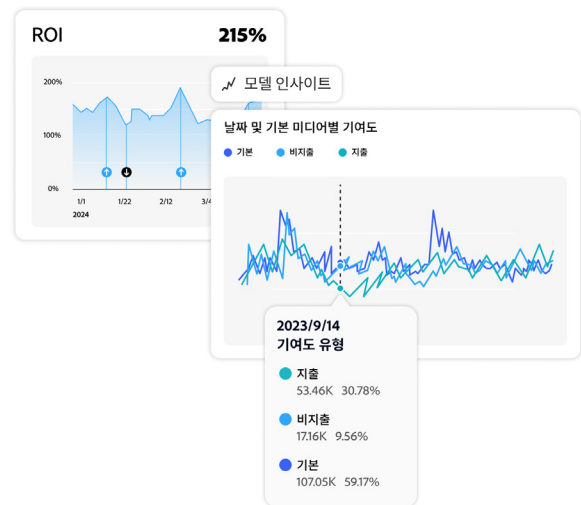 ROI 215%
200%
100%
0%
1/1 1/22 2/12 3/4
2024
모델 인사이트
날짜 및 기본 미디어별 기여도
기본 비지출 지출
2023/9/14
기여도 유형
지출
53.46K 30.78%
비지출
17.16K 9.56%
기본
107.05K 59.17%